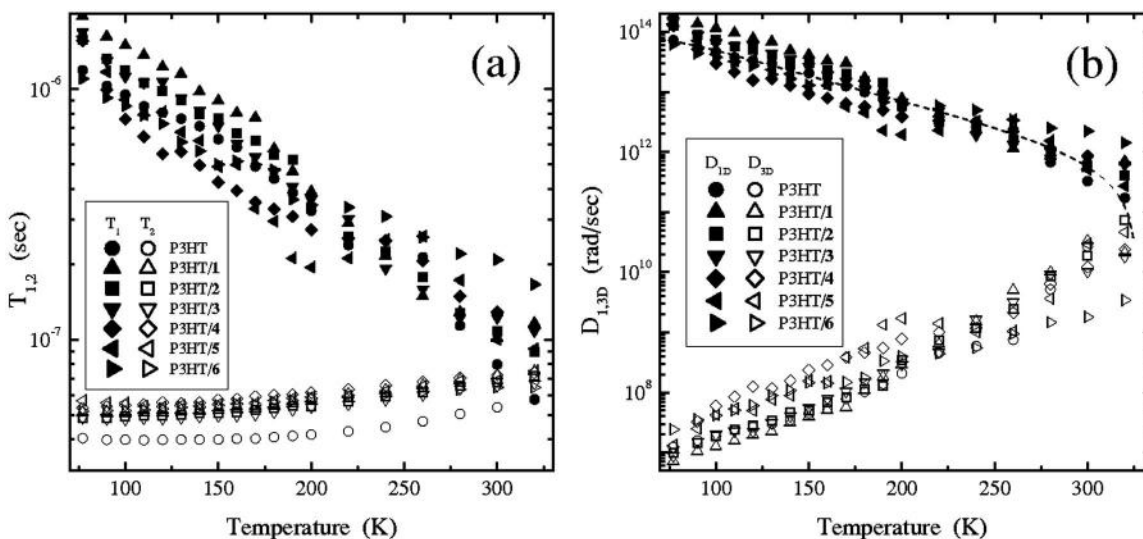 (a)
10⁻⁶
10⁻⁷
T₁,₂ (sec)
T₁ T₂
P3HT
P3HT/1
P3HT/2
P3HT/3
P3HT/4
P3HT/5
P3HT/6
100 150 200 250 300
Temperature (K)
(b)
10¹⁴
10¹²
10¹⁰
10⁸
D₁,₃D (rad/sec)
D₁D D₃D
P3HT
P3HT/1
P3HT/2
P3HT/3
P3HT/4
P3HT/5
P3HT/6
100 150 200 250 300
Temperature (K)